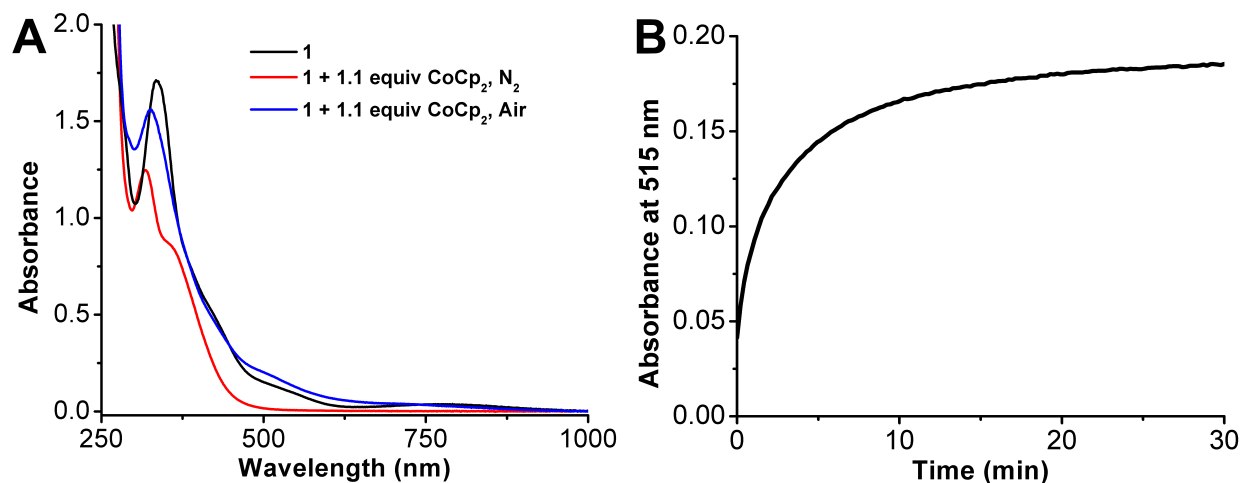 A
2.0
1.5
1.0
0.5
0.0
Absorbance
1
1 + 1.1 equiv CoCp₂, N₂
1 + 1.1 equiv CoCp₂, Air
250
500
750
1000
Wavelength (nm)
B
0.20
0.15
0.10
0.05
0.00
Absorbance at 515 nm
0
10
20
30
Time (min)